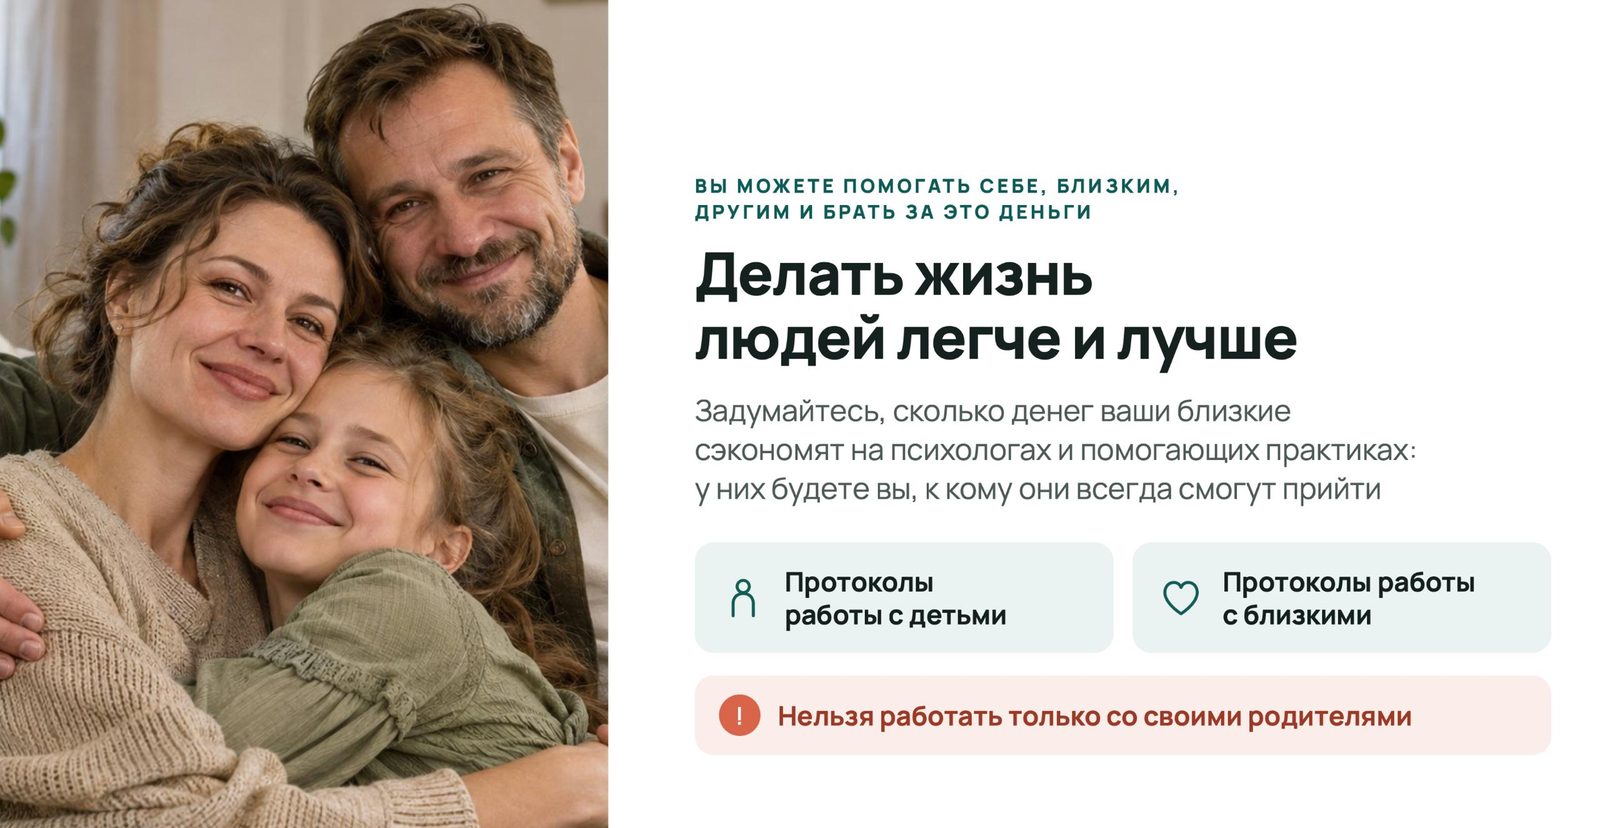 ВЫ МОЖЕТЕ ПОМОГАТЬ СЕБЕ, БЛИЗКИМ,
ДРУГИМ И БРАТЬ ЗА ЭТО ДЕНЬГИ
Делать жизнь
людей легче и лучше
Задумайтесь, сколько денег ваши близкие
сэкономят на психологах и помогающих практиках:
у них будете вы, к кому они всегда смогут прийти
Протоколы
работы с детьми
Протоколы работы
с близкими
! Нельзя работать только со своими родителями